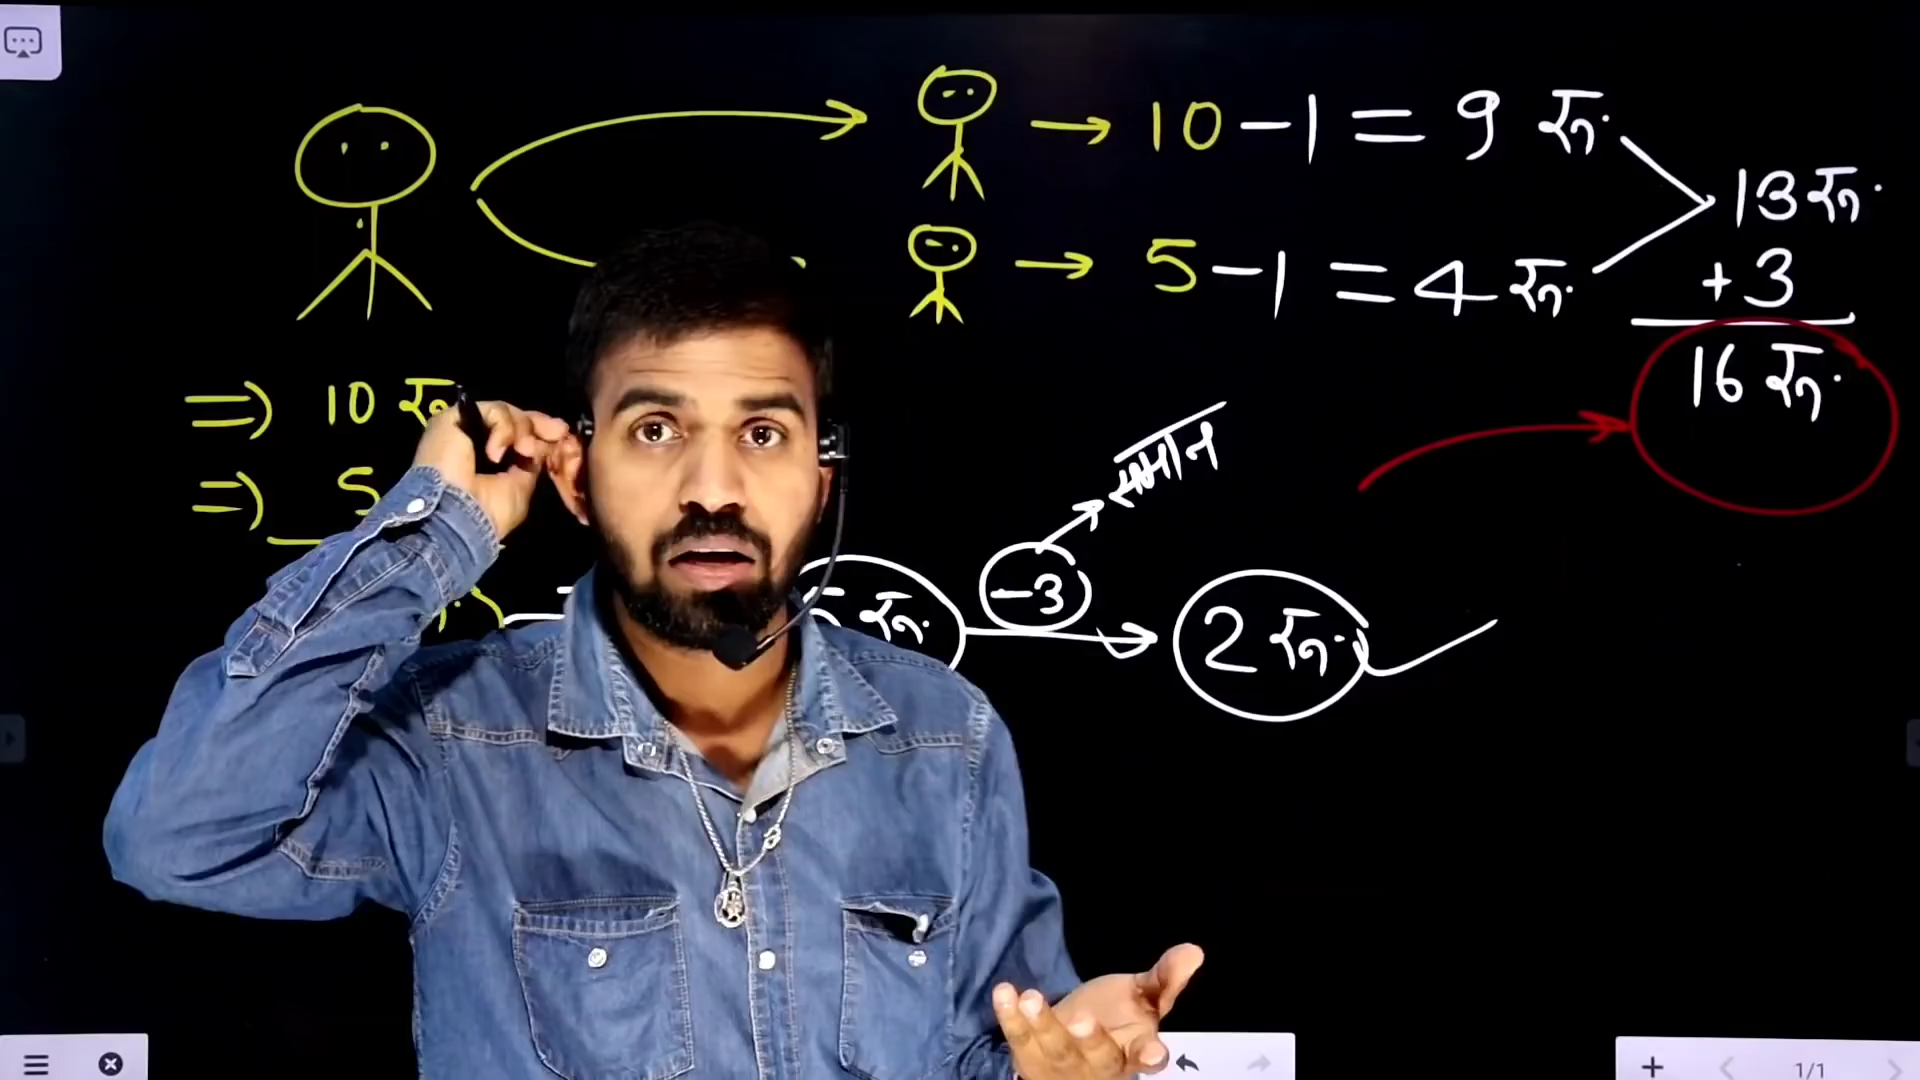 → 10 - 1 = 9 रू.
→ 5 - 1 = 4 रू.
13 रू.
+ 3
16 रू.
⇒ 10 रू
⇒ 5
समान
रू. -3 → 2 रू.
1/1